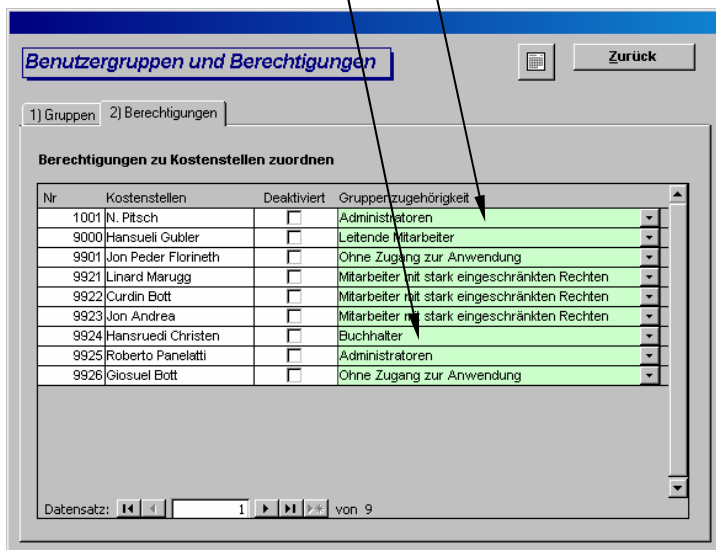 Benutzergruppen und Berechtigungen
Zurück
1) Gruppen 2) Berechtigungen
Berechtigungen zu Kostenstellen zuordnen
Nr Kostenstellen Deaktiviert Gruppenzugehörigkeit
1001 N. Pitsch Administratoren
9000 Hansueli Gubler Leitende Mitarbeiter
9901 Jon Peder Florineth Ohne Zugang zur Anwendung
9921 Linard Marugg Mitarbeiter mit stark eingeschränkten Rechten
9922 Curdin Bott Mitarbeiter mit stark eingeschränkten Rechten
9923 Jon Andrea Mitarbeiter mit stark eingeschränkten Rechten
9924 Hansruedi Christen Buchhalter
9925 Roberto Panelatti Administratoren
9926 Giosuel Bott Ohne Zugang zur Anwendung
Datensatz: 1 von 9